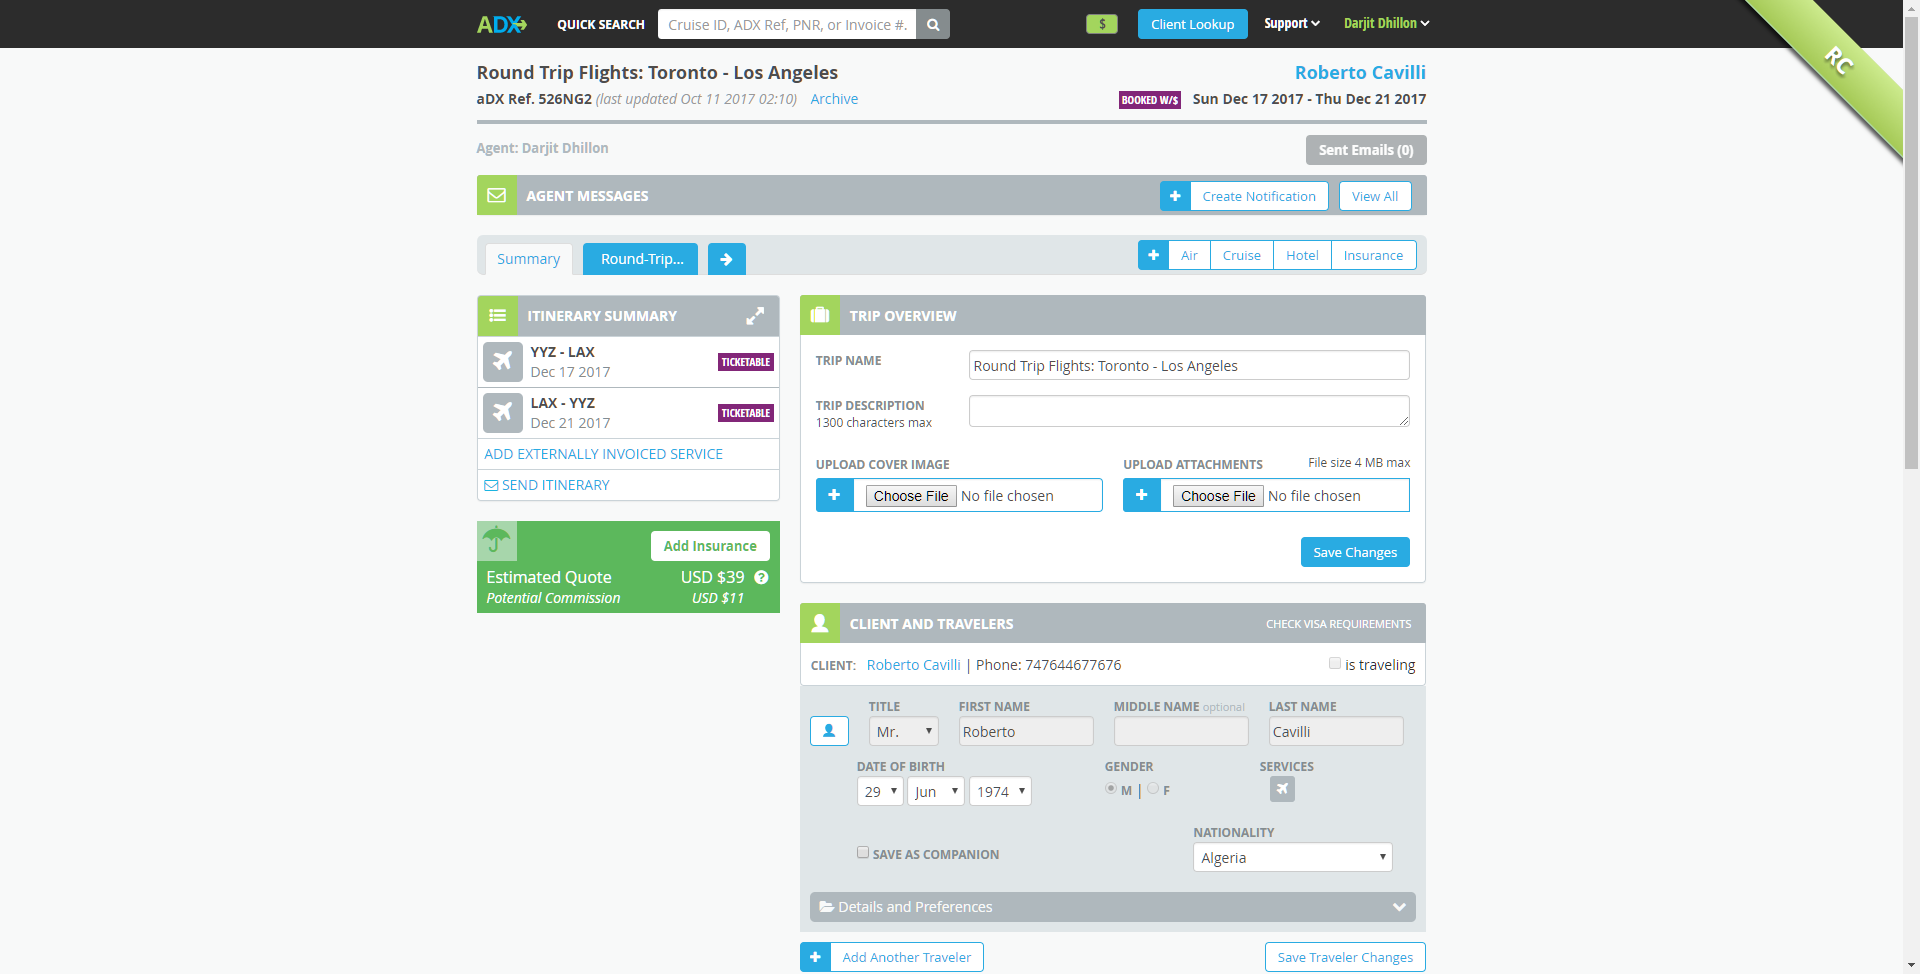 ADX QUICK SEARCH Cruise ID, ADX Ref, PNR, or Invoice #. $ Client Lookup Support Darjit Dhillon
RC
Round Trip Flights: Toronto - Los Angeles Roberto Cavilli
aDX Ref. 526NG2 (last updated Oct 11 2017 02:10) Archive BOOKED W/$ Sun Dec 17 2017 - Thu Dec 21 2017
Agent: Darjit Dhillon Sent Emails (0)
AGENT MESSAGES + Create Notification View All
Summary Round-Trip... + Air Cruise Hotel Insurance
ITINERARY SUMMARY
YYZ - LAX
Dec 17 2017
TICKETABLE
LAX - YYZ
Dec 21 2017
TICKETABLE
ADD EXTERNALLY INVOICED SERVICE
SEND ITINERARY
Add Insurance
Estimated Quote USD $39 ?
Potential Commission USD $11
TRIP OVERVIEW
TRIP NAME Round Trip Flights: Toronto - Los Angeles
TRIP DESCRIPTION
1300 characters max
UPLOAD COVER IMAGE UPLOAD ATTACHMENTS File size 4 MB max
+ Choose File No file chosen + Choose File No file chosen
Save Changes
CLIENT AND TRAVELERS CHECK VISA REQUIREMENTS
CLIENT: Roberto Cavilli | Phone: 747644677676 is traveling
TITLE FIRST NAME MIDDLE NAME optional LAST NAME
Mr. Roberto Cavilli
DATE OF BIRTH GENDER SERVICES
29 Jun 1974 M | F
NATIONALITY
SAVE AS COMPANION Algeria
Details and Preferences
+ Add Another Traveler Save Traveler Changes